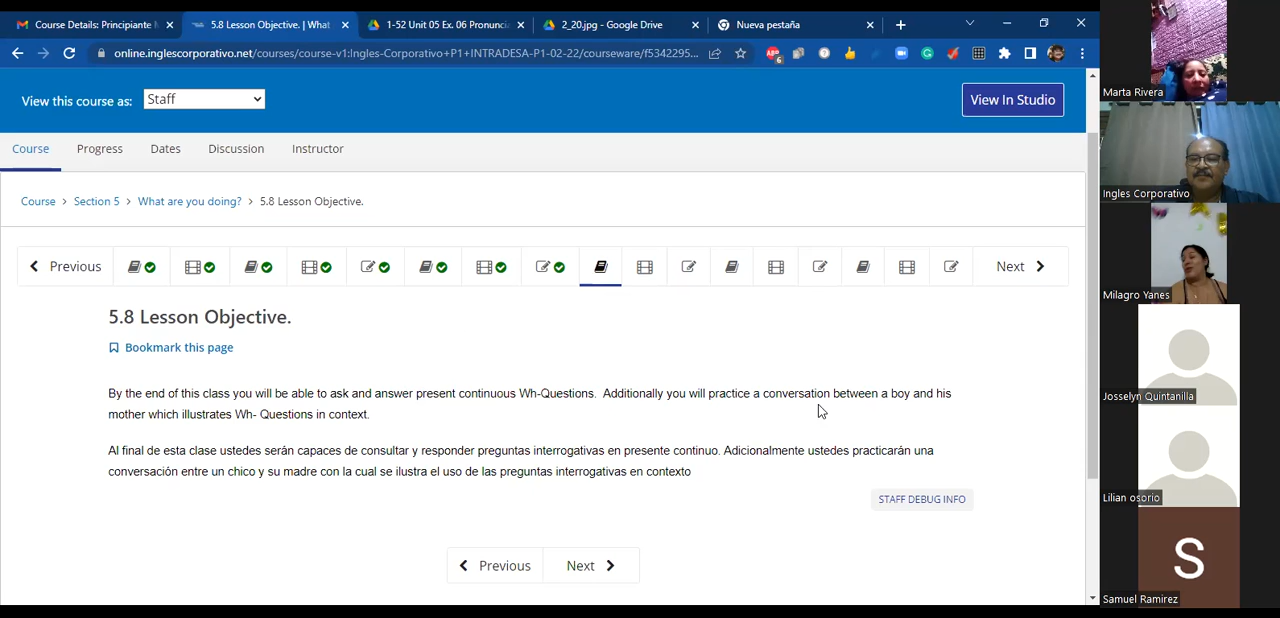 Course Details: Principiante M
5.8 Lesson Objective. | What
1-52 Unit 05 Ex. 06 Pronunci
2_20.jpg - Google Drive
Nueva pestaña
online.inglescorporativo.net/courses/course-v1:Ingles-Corporativo+P1+INTRADESA-P1-02-22/courseware/f5342295...
View this course as:
Staff
View In Studio
Course
Progress
Dates
Discussion
Instructor
Course > Section 5 > What are you doing? > 5.8 Lesson Objective.
Previous
Next
5.8 Lesson Objective.
Bookmark this page
By the end of this class you will be able to ask and answer present continuous Wh-Questions. Additionally you will practice a conversation between a boy and his
mother which illustrates Wh- Questions in context.
Al final de esta clase ustedes serán capaces de consultar y responder preguntas interrogativas en presente continuo. Adicionalmente ustedes practicarán una
conversación entre un chico y su madre con la cual se ilustra el uso de las preguntas interrogativas en contexto
STAFF DEBUG INFO
Previous
Next
Marta Rivera
Ingles Corporativo
Milagro Yanes
Josselyn Quintanilla
Lilian osorio
S
Samuel Ramírez